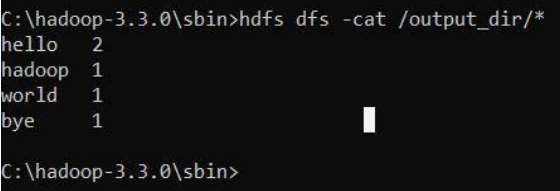 C:\hadoop-3.3.0\sbin>hdfs dfs -cat /output_dir/*
hello   2
hadoop  1
world   1
bye     1
C:\hadoop-3.3.0\sbin>